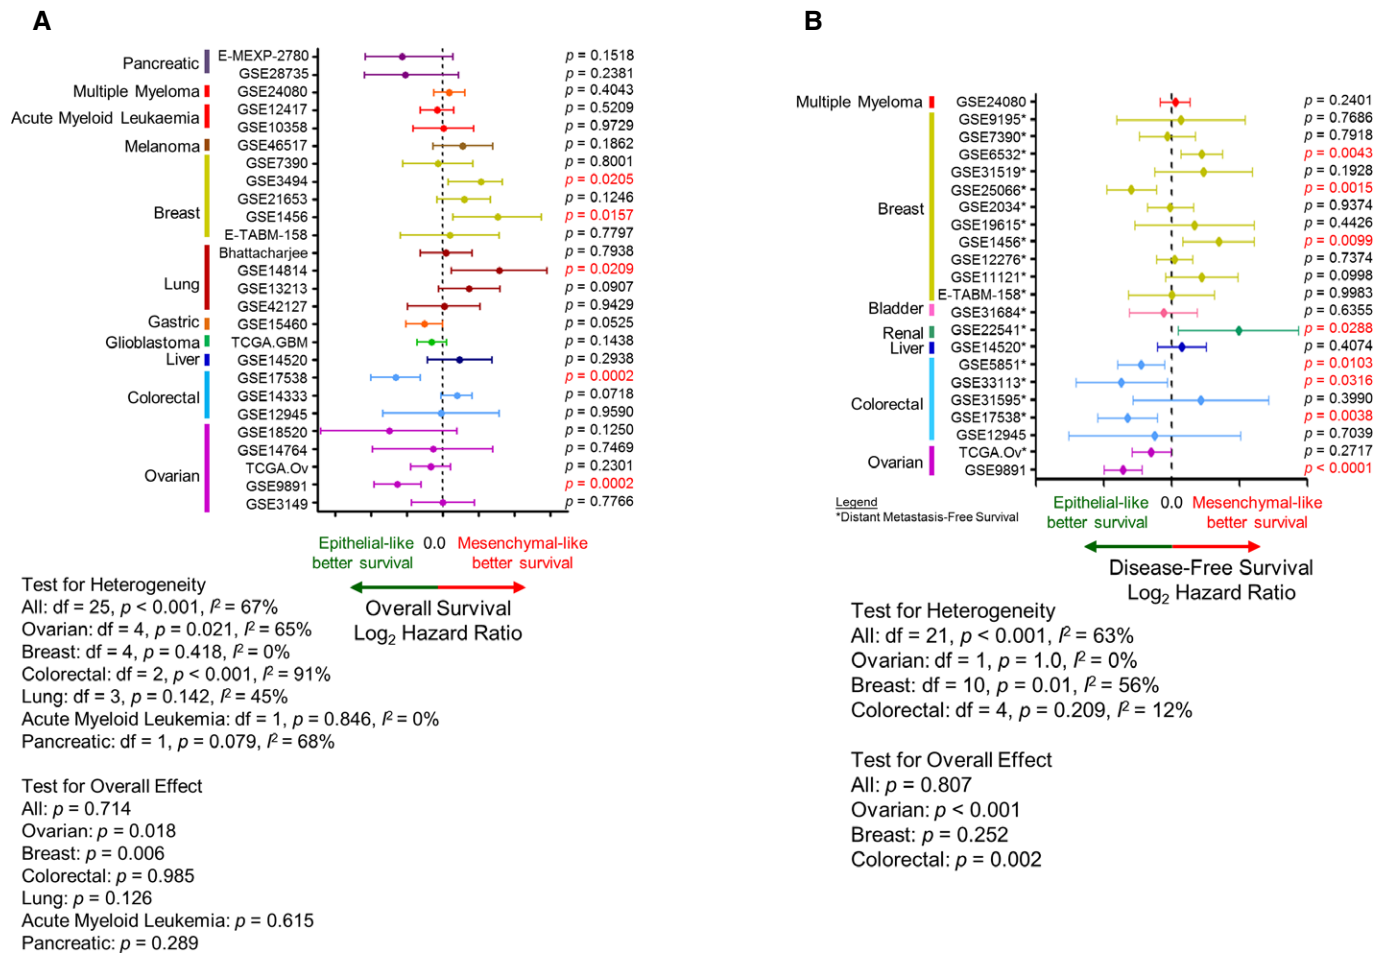 A
Pancreatic
E-MEXP-2780 p = 0.1518
GSE28735 p = 0.2381
Multiple Myeloma GSE24080 p = 0.4043
Acute Myeloid Leukaemia
GSE12417 p = 0.5209
GSE10358 p = 0.9729
Melanoma GSE46517 p = 0.1862
Breast
GSE7390 p = 0.8001
GSE3494 p = 0.0205
GSE21653 p = 0.1246
GSE1456 p = 0.0157
E-TABM-158 p = 0.7797
Lung
Bhattacharjee p = 0.7938
GSE14814 p = 0.0209
GSE13213 p = 0.0907
GSE42127 p = 0.9429
Gastric GSE15460 p = 0.0525
Glioblastoma TCGA.GBM p = 0.1438
Liver GSE14520 p = 0.2938
Colorectal
GSE17538 p = 0.0002
GSE14333 p = 0.0718
GSE12945 p = 0.9590
Ovarian
GSE18520 p = 0.1250
GSE14764 p = 0.7469
TCGA.Ov p = 0.2301
GSE9891 p = 0.0002
GSE3149 p = 0.7766
Epithelial-like 0.0 Mesenchymal-like
better survival better survival
Overall Survival
Log2 Hazard Ratio
Test for Heterogeneity
All: df = 25, p < 0.001, I² = 67%
Ovarian: df = 4, p = 0.021, I² = 65%
Breast: df = 4, p = 0.418, I² = 0%
Colorectal: df = 2, p < 0.001, I² = 91%
Lung: df = 3, p = 0.142, I² = 45%
Acute Myeloid Leukemia: df = 1, p = 0.846, I² = 0%
Pancreatic: df = 1, p = 0.079, I² = 68%
Test for Overall Effect
All: p = 0.714
Ovarian: p = 0.018
Breast: p = 0.006
Colorectal: p = 0.985
Lung: p = 0.126
Acute Myeloid Leukemia: p = 0.615
Pancreatic: p = 0.289
B
Multiple Myeloma GSE24080 p = 0.2401
Breast
GSE9195* p = 0.7686
GSE7390* p = 0.7918
GSE6532* p = 0.0043
GSE31519* p = 0.1928
GSE25066* p = 0.0015
GSE2034* p = 0.9374
GSE19615* p = 0.4426
GSE1456* p = 0.0099
GSE12276* p = 0.7374
GSE11121* p = 0.0998
E-TABM-158* p = 0.9983
Bladder GSE31684* p = 0.6355
Renal GSE22541* p = 0.0288
Liver GSE14520* p = 0.4074
Colorectal
GSE5851* p = 0.0103
GSE33113* p = 0.0316
GSE31595* p = 0.3990
GSE17538* p = 0.0038
GSE12945 p = 0.7039
Ovarian
TCGA.Ov* p = 0.2717
GSE9891 p < 0.0001
Legend
*Distant Metastasis-Free Survival
Epithelial-like 0.0 Mesenchymal-like
better survival better survival
Disease-Free Survival
Log2 Hazard Ratio
Test for Heterogeneity
All: df = 21, p < 0.001, I² = 63%
Ovarian: df = 1, p = 1.0, I² = 0%
Breast: df = 10, p = 0.01, I² = 56%
Colorectal: df = 4, p = 0.209, I² = 12%
Test for Overall Effect
All: p = 0.807
Ovarian: p < 0.001
Breast: p = 0.252
Colorectal: p = 0.002